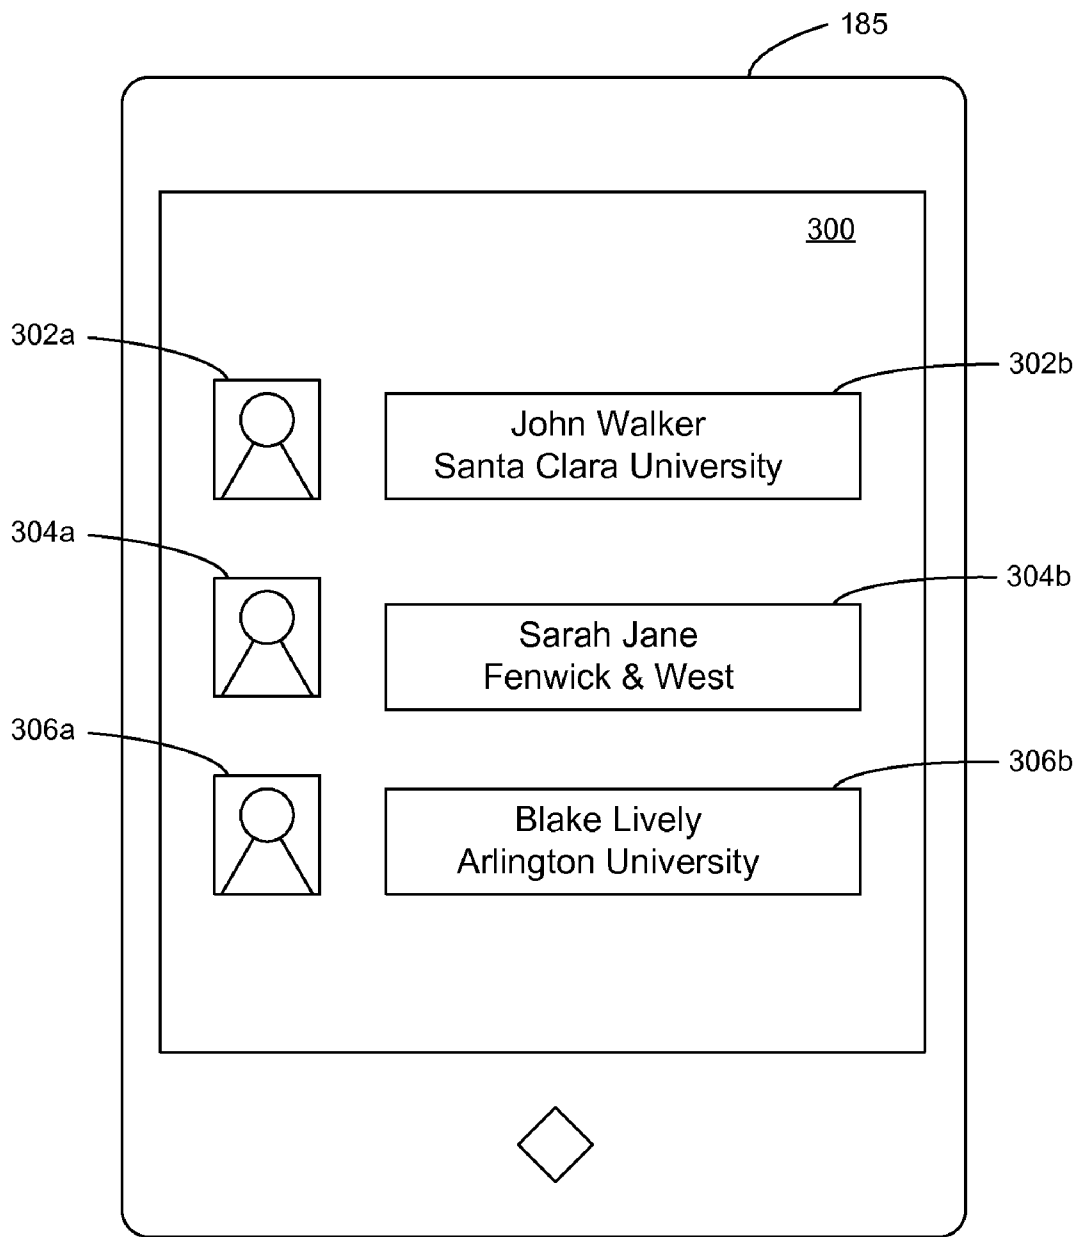 185
300
302a
302b
John Walker
Santa Clara University
304a
304b
Sarah Jane
Fenwick & West
306a
306b
Blake Lively
Arlington University